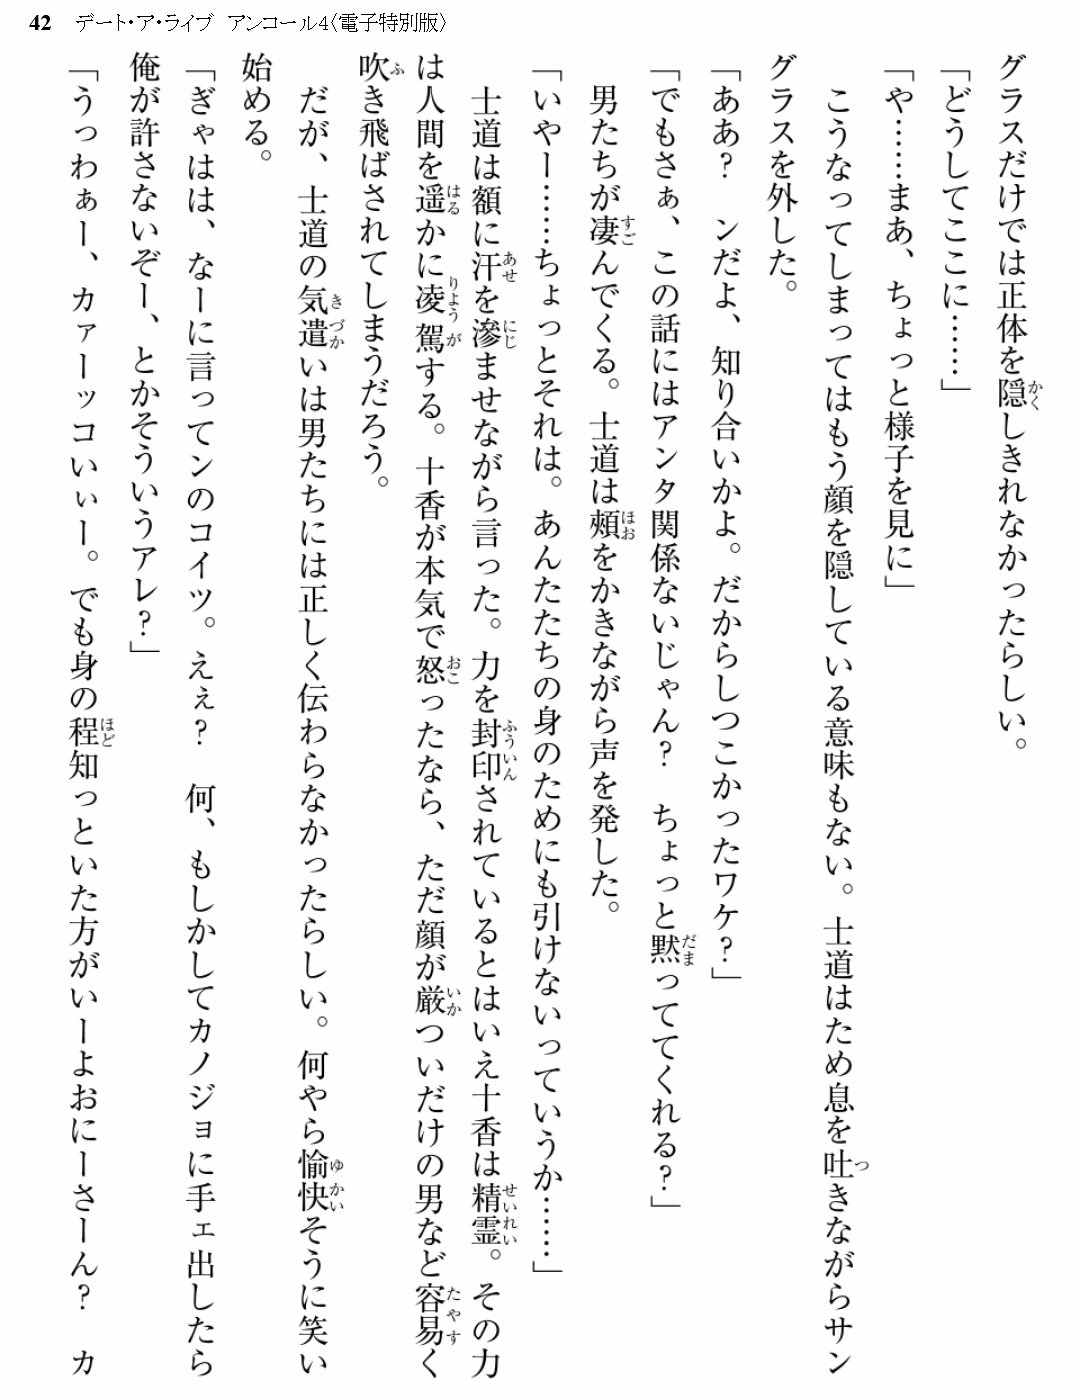 42 デート・ア・ライブ　アンコール4〈電子特別版〉
グラスだけでは正体を隠しきれなかったらしい。
「どうしてここに……」
「や……まあ、ちょっと様子を見に」
　こうなってしまってはもう顔を隠している意味もない。士道はため息を吐きながらサン
グラスを外した。
「ああ？　ンだよ、知り合いかよ。だからしつこかったワケ？」
「でもさぁ、この話にはアンタ関係ないじゃん？　ちょっと黙っててくれる？」
　男たちが凄んでくる。士道は頰をかきながら声を発した。
「いやー……ちょっとそれは。あんたたちの身のためにも引けないっていうか……」
　士道は額に汗を滲ませながら言った。力を封印されているとはいえ十香は精霊。その力
は人間を遥かに凌駕する。十香が本気で怒ったなら、ただ顔が厳ついだけの男など容易く
吹き飛ばされてしまうだろう。
　だが、士道の気遣いは男たちには正しく伝わらなかったらしい。何やら愉快そうに笑い
始める。
「ぎゃはは、なーに言ってンのコイツ。えぇ？　何、もしかしてカノジョに手ェ出したら
俺が許さないぞー、とかそういうアレ？」
「うっわぁー、カァーッコいぃー。でも身の程知っといた方がいーよおにーさーん？　カ